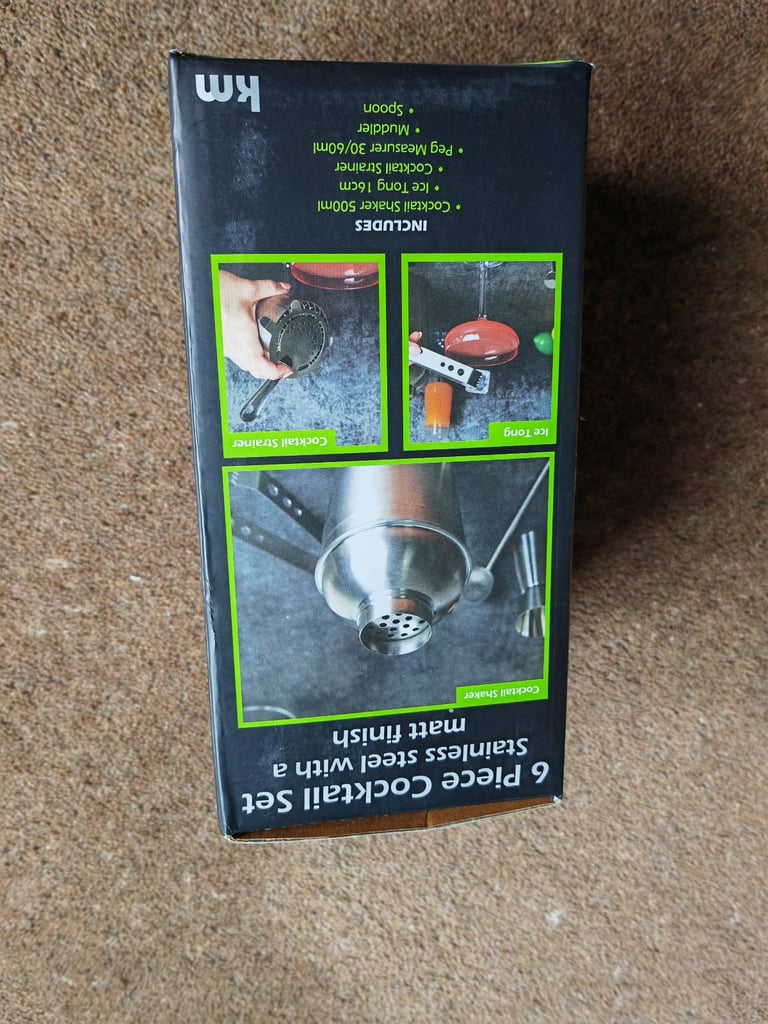 6 Piece Cocktail Set
Stainless steel with a
matt finish
Cocktail Shaker
Ice Tong
Cocktail Strainer
INCLUDES
• Cocktail Shaker 500ml
• Ice Tong 16cm
• Cocktail Strainer
• Peg Measurer 30/60ml
• Muddler
• Spoon
km